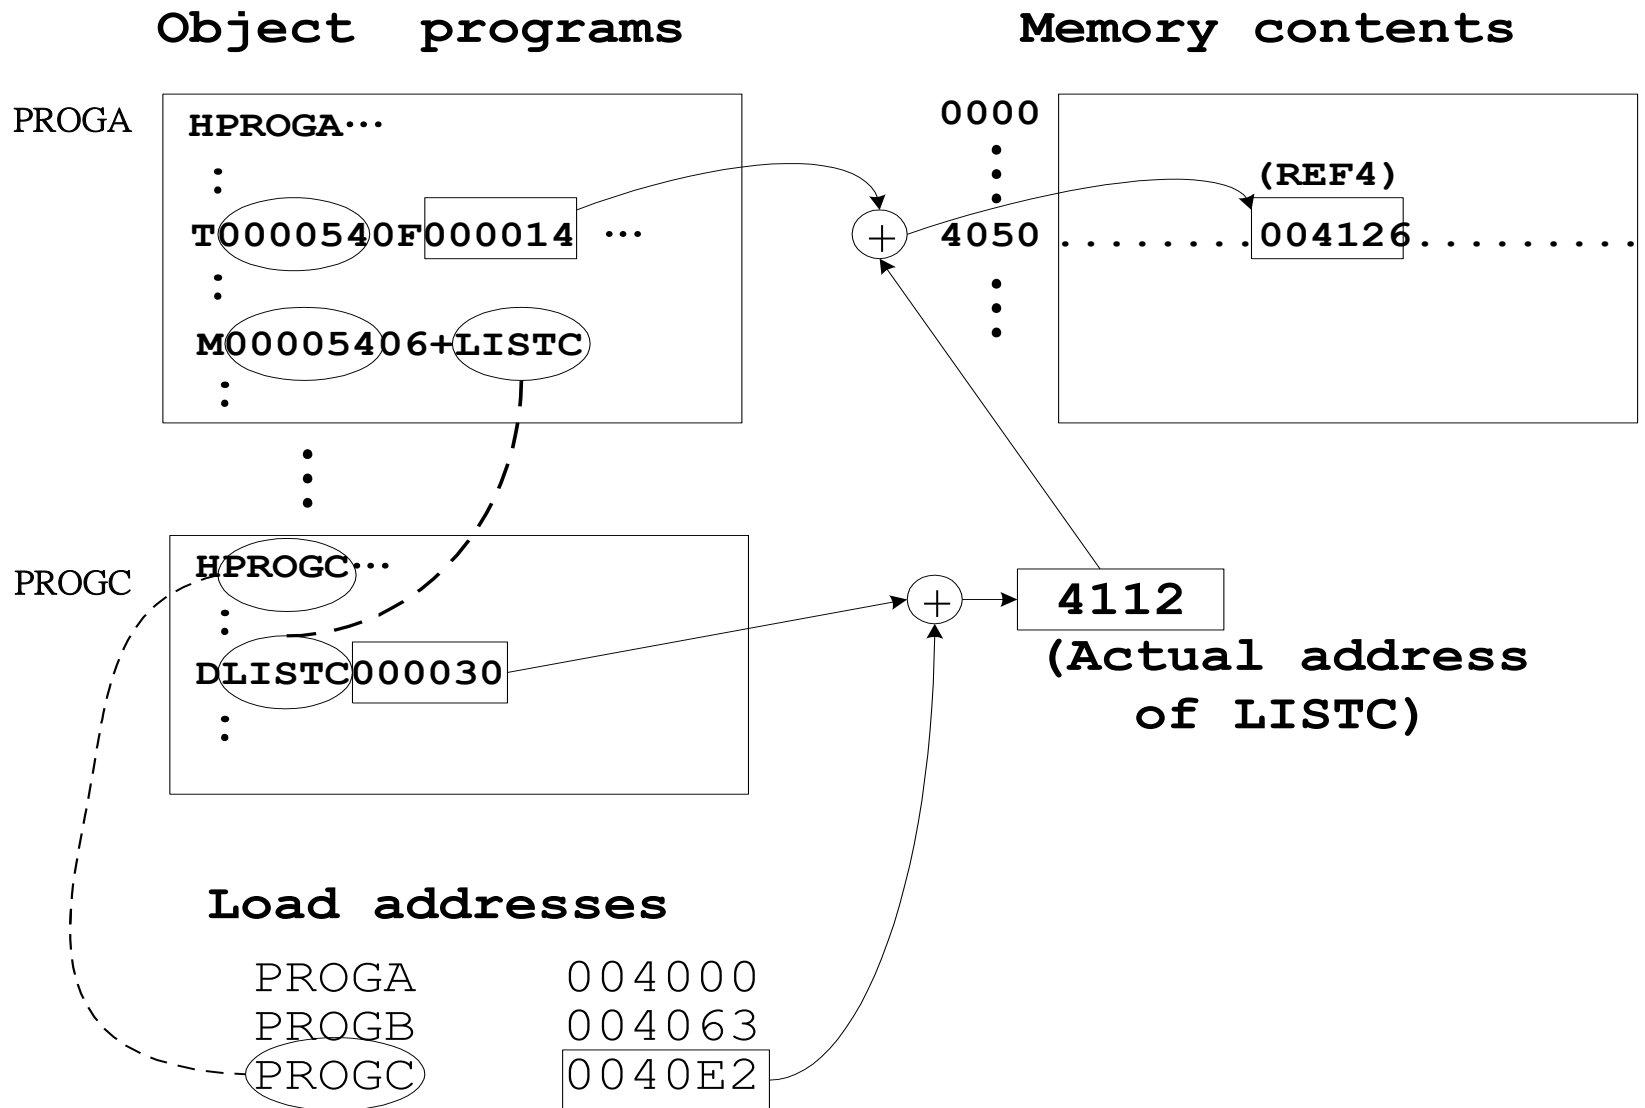 Object programs
Memory contents
PROGA
HPROGA...
:
T0000540F000014 ...
:
M00005406+LISTC
:
0000
(REF4)
+
4050 ........004126.........
PROGC
HPROGC...
:
DLISTC000030
:
+
4112
(Actual address
of LISTC)
Load addresses
PROGA 004000
PROGB 004063
PROGC 0040E2